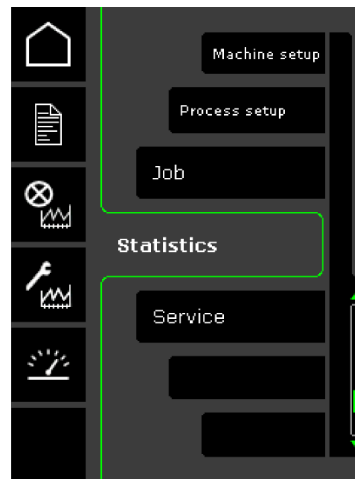 Machine setup
Process setup
Job
Statistics
Service